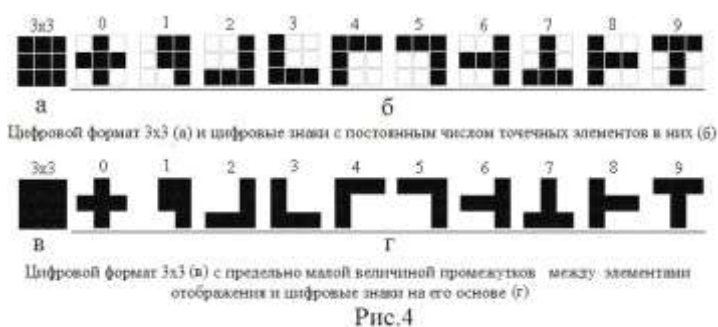 3x3 0 1 2 3 4 5 6 7 8 9
а б
Цифровой формат 3х3 (а) и цифровые знаки с постоянным числом точечных элементов в них (б)
3x3 0 1 2 3 4 5 6 7 8 9
в г
Цифровой формат 3х3 (в) с предельно малой величиной промежутков между элементами
отображения и цифровые знаки на его основе (г)
Рис.4